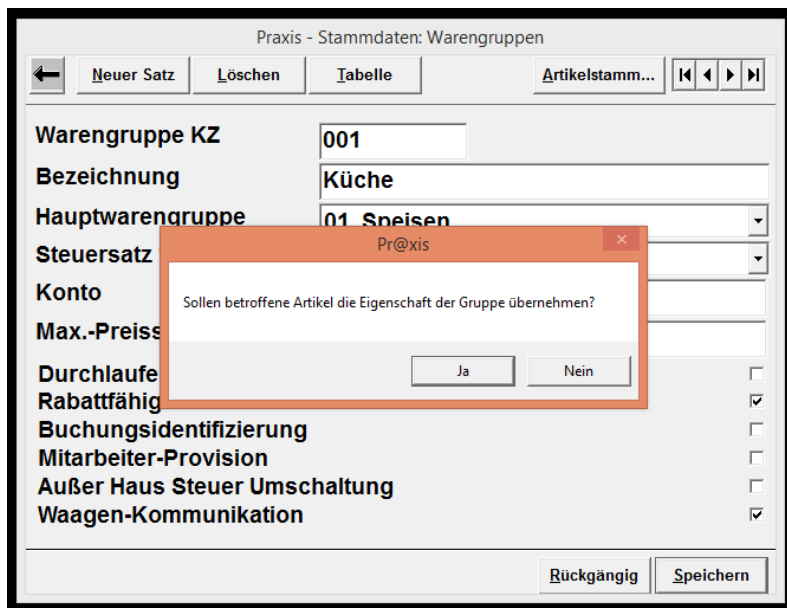 Praxis - Stammdaten: Warengruppen
Neuer Satz Löschen Tabelle Artikelstamm...
Warengruppe KZ 001
Bezeichnung Küche
Hauptwarengruppe 01 Speisen
Steuersatz
Pr@xis
Konto
Sollen betroffene Artikel die Eigenschaft der Gruppe übernehmen?
Max.-Preiss
Ja Nein
Durchlaufe
Rabattfähig
Buchungsidentifizierung
Mitarbeiter-Provision
Außer Haus Steuer Umschaltung
Waagen-Kommunikation
Rückgängig Speichern